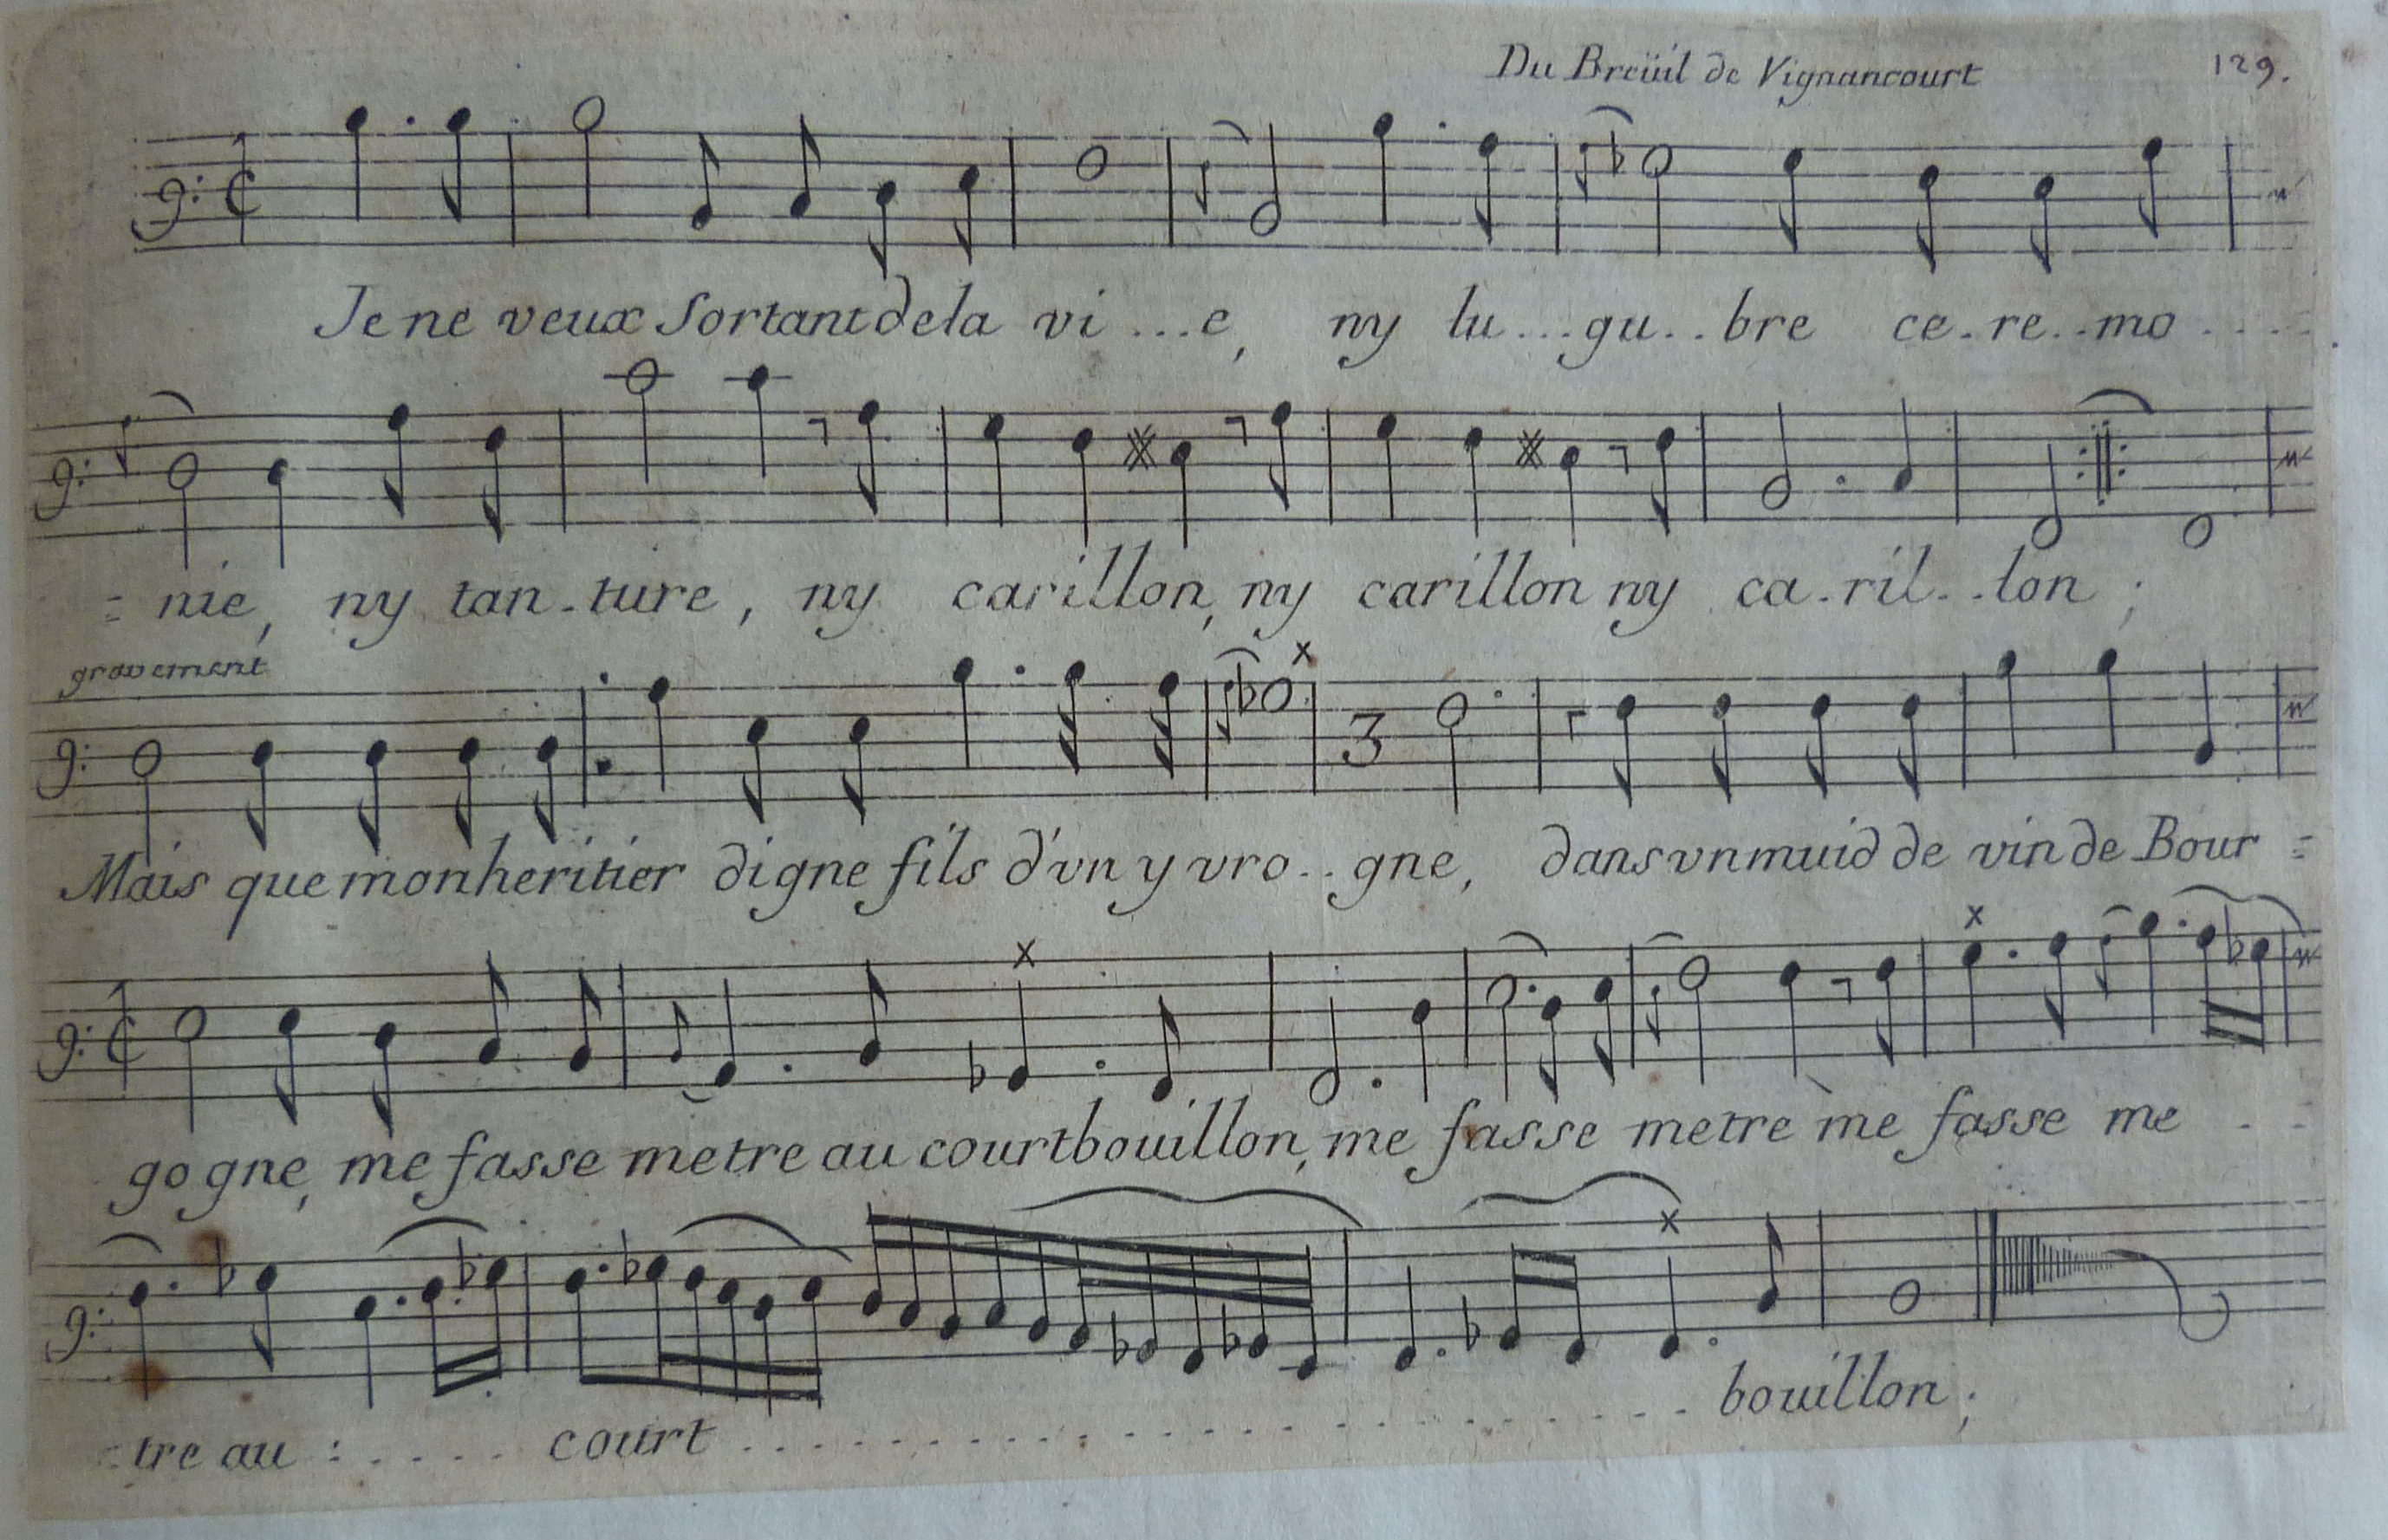 Du Breüil de Vignancourt 129.
Je ne veux sortant de la vi...e, ny lu...gu..bre ce.re..mo....
=nie, ny tan.ture, ny carillon, ny carillon ny ca.ril..lon;
gravement
3
Mais que mon heritier digne fils d'vn yvro..gne, dans vn muid de vin de Bour=
gogne, me fasse metre au courtbouillon, me fasse metre me fasse me ..
=tre au :.... court .................. bouillon;